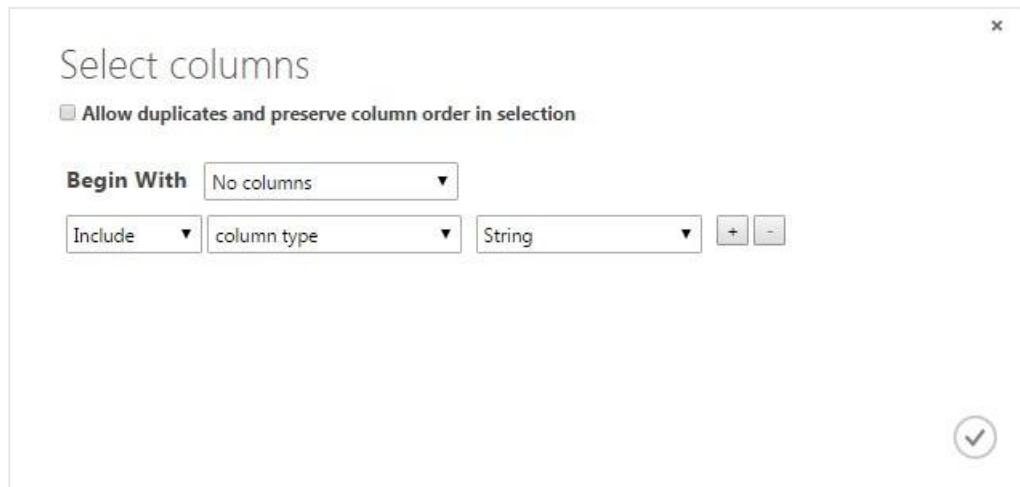 ×
Select columns
Allow duplicates and preserve column order in selection
Begin With No columns
Include column type String + -